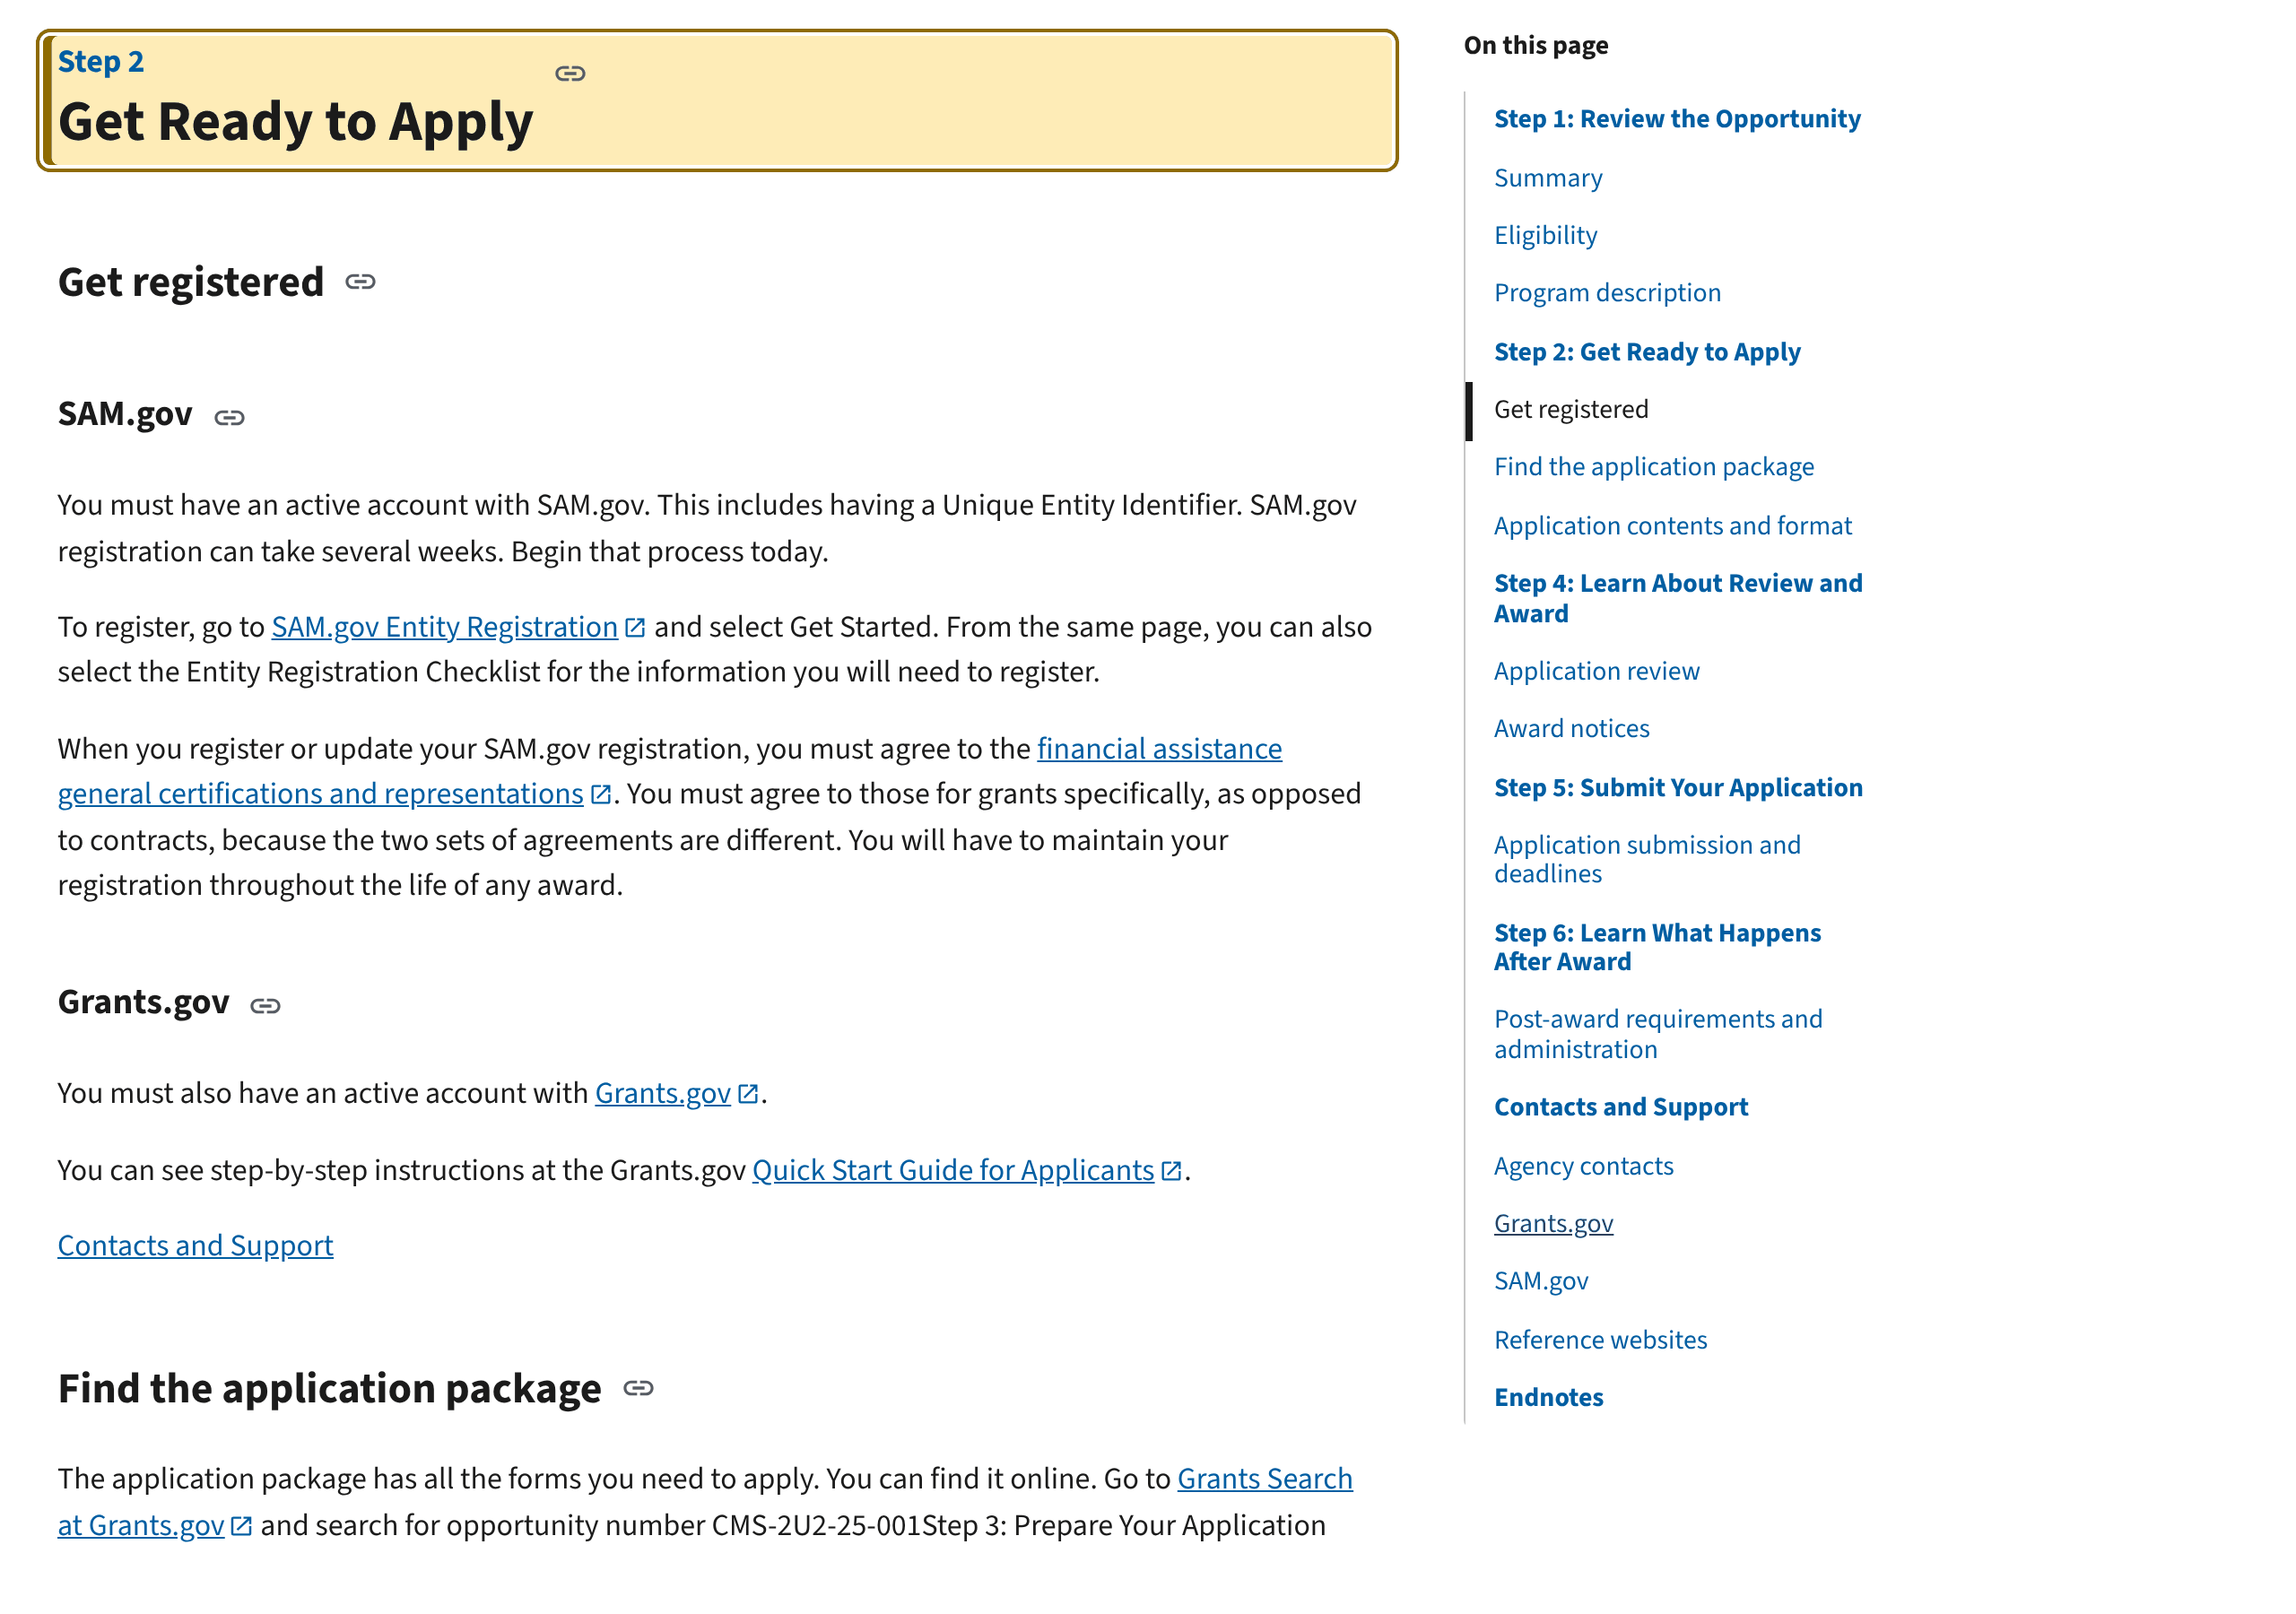 Step 2
Get Ready to Apply
Get registered
SAM.gov
You must have an active account with SAM.gov. This includes having a Unique Entity Identifier. SAM.gov
registration can take several weeks. Begin that process today.
To register, go to SAM.gov Entity Registration and select Get Started. From the same page, you can also
select the Entity Registration Checklist for the information you will need to register.
When you register or update your SAM.gov registration, you must agree to the financial assistance
general certifications and representations. You must agree to those for grants specifically, as opposed
to contracts, because the two sets of agreements are different. You will have to maintain your
registration throughout the life of any award.
Grants.gov
You must also have an active account with Grants.gov.
You can see step-by-step instructions at the Grants.gov Quick Start Guide for Applicants.
Contacts and Support
Find the application package
The application package has all the forms you need to apply. You can find it online. Go to Grants Search
at Grants.gov and search for opportunity number CMS-2U2-25-001Step 3: Prepare Your Application
On this page
Step 1: Review the Opportunity
Summary
Eligibility
Program description
Step 2: Get Ready to Apply
Get registered
Find the application package
Application contents and format
Step 4: Learn About Review and
Award
Application review
Award notices
Step 5: Submit Your Application
Application submission and
deadlines
Step 6: Learn What Happens
After Award
Post-award requirements and
administration
Contacts and Support
Agency contacts
Grants.gov
SAM.gov
Reference websites
Endnotes